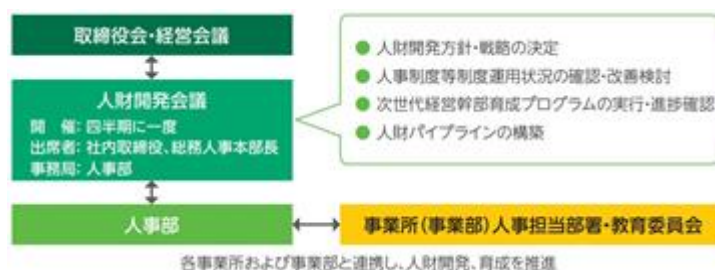 取締役会・経営会議
人財開発会議
開　催：四半期に一度
出席者：社内取締役、総務人事本部長
事務局：人事部
● 人財開発方針・戦略の決定
● 人事制度等制度運用状況の確認・改善検討
● 次世代経営幹部育成プログラムの実行・進捗確認
● 人財パイプラインの構築
人事部
事業所（事業部）人事担当部署・教育委員会
各事業所および事業部と連携し、人財開発、育成を推進